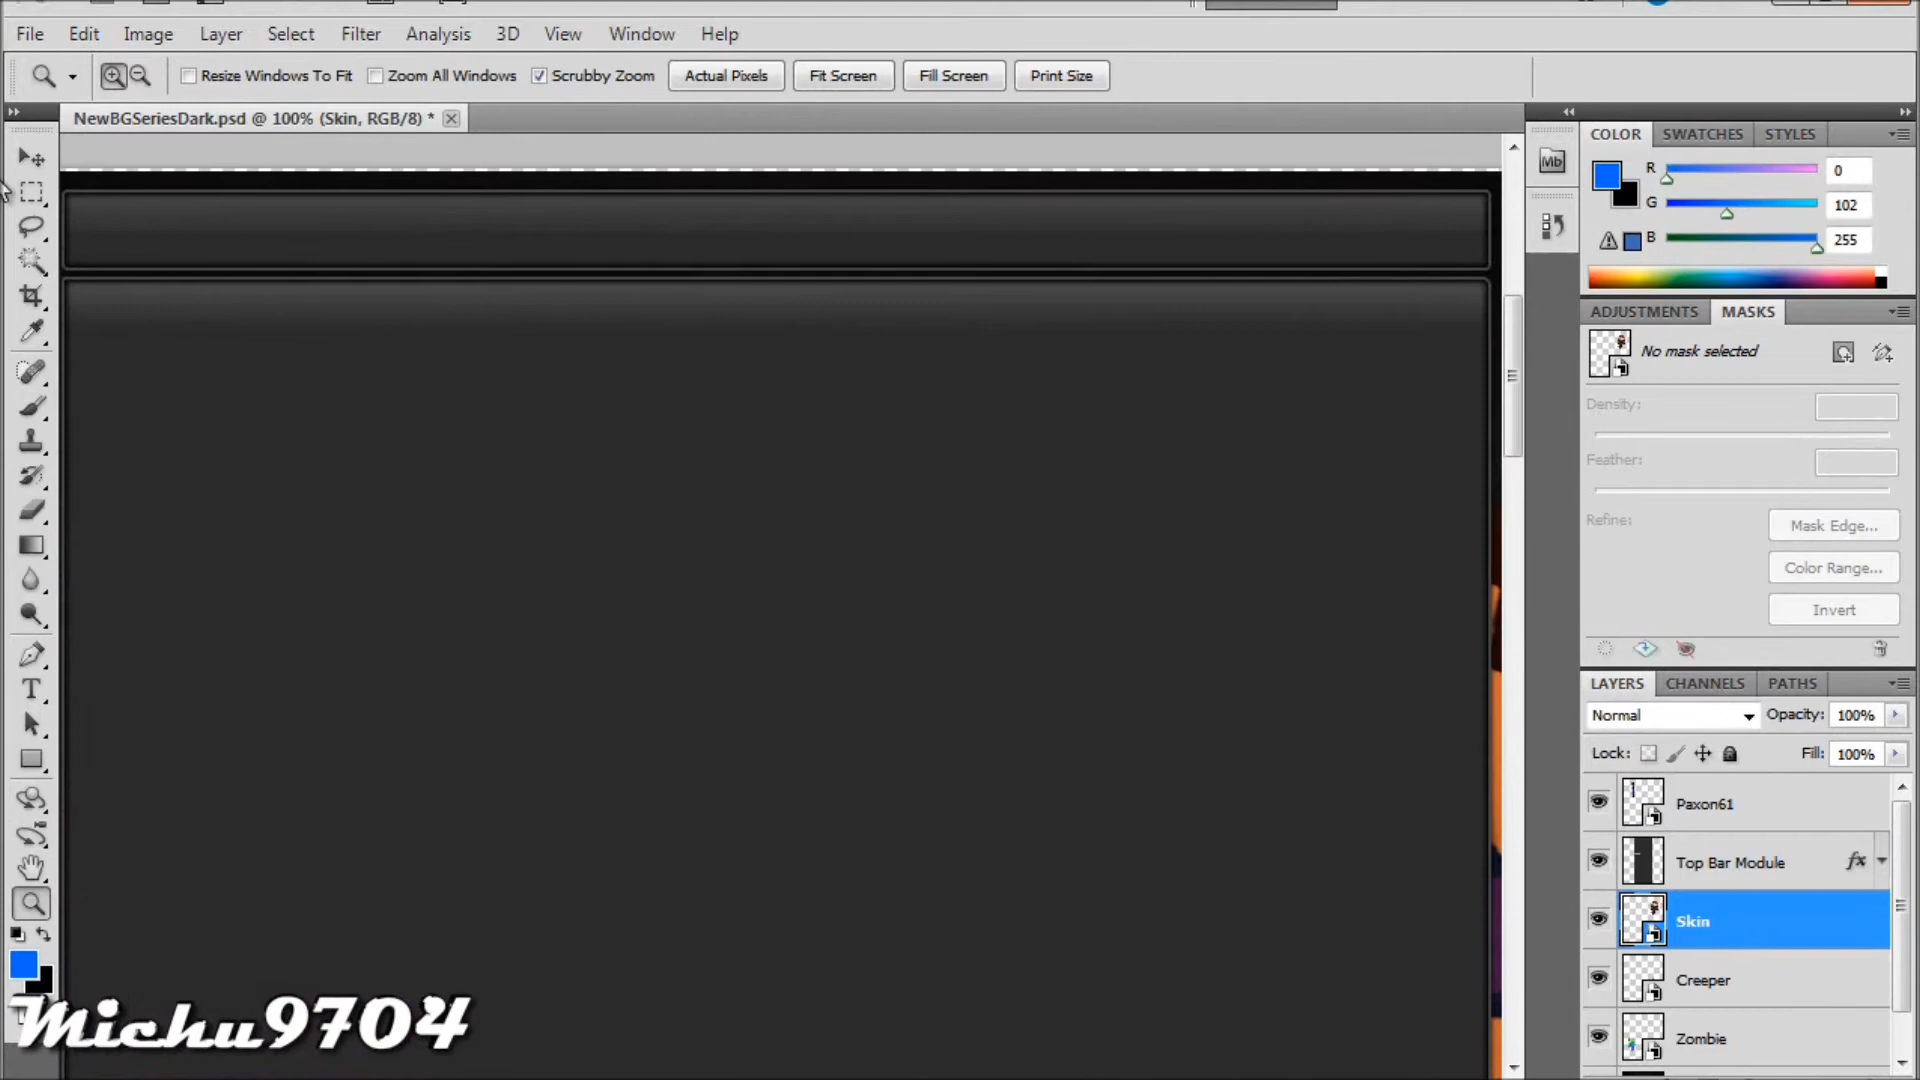 File Edit Image Layer Select Filter Analysis 3D View Window Help
Resize Windows To Fit Zoom All Windows Scrubby Zoom Actual Pixels Fit Screen Fill Screen Print Size
NewBGSeriesDark.psd @ 100% (Skin, RGB/8) *
COLOR SWATCHES STYLES
R 0
G 102
B 255
Mb
ADJUSTMENTS MASKS
No mask selected
Density:
Feather:
Refine:
Mask Edge...
Color Range...
Invert
LAYERS CHANNELS PATHS
Normal Opacity: 100%
Lock: Fill: 100%
Paxon61
Top Bar Module fx
Skin
Creeper
Zombie
Michu9704